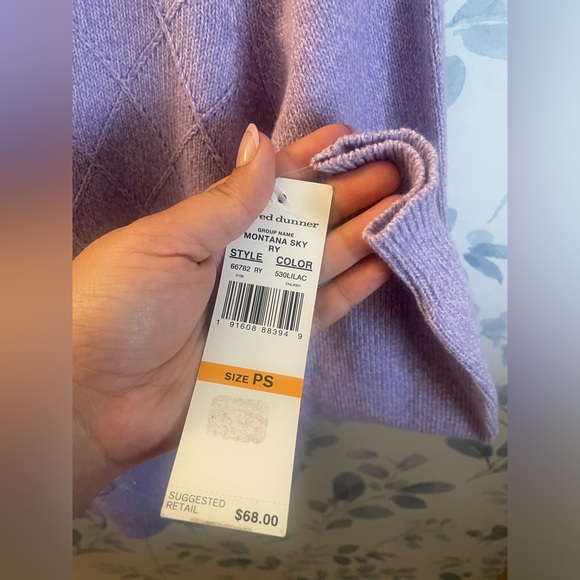 ed dunner
GROUP NAME
MONTANA SKY
RY
STYLE COLOR
66782 RY 530LILAC
1 91608 88394 9
SIZE PS
SUGGESTED
RETAIL $68.00